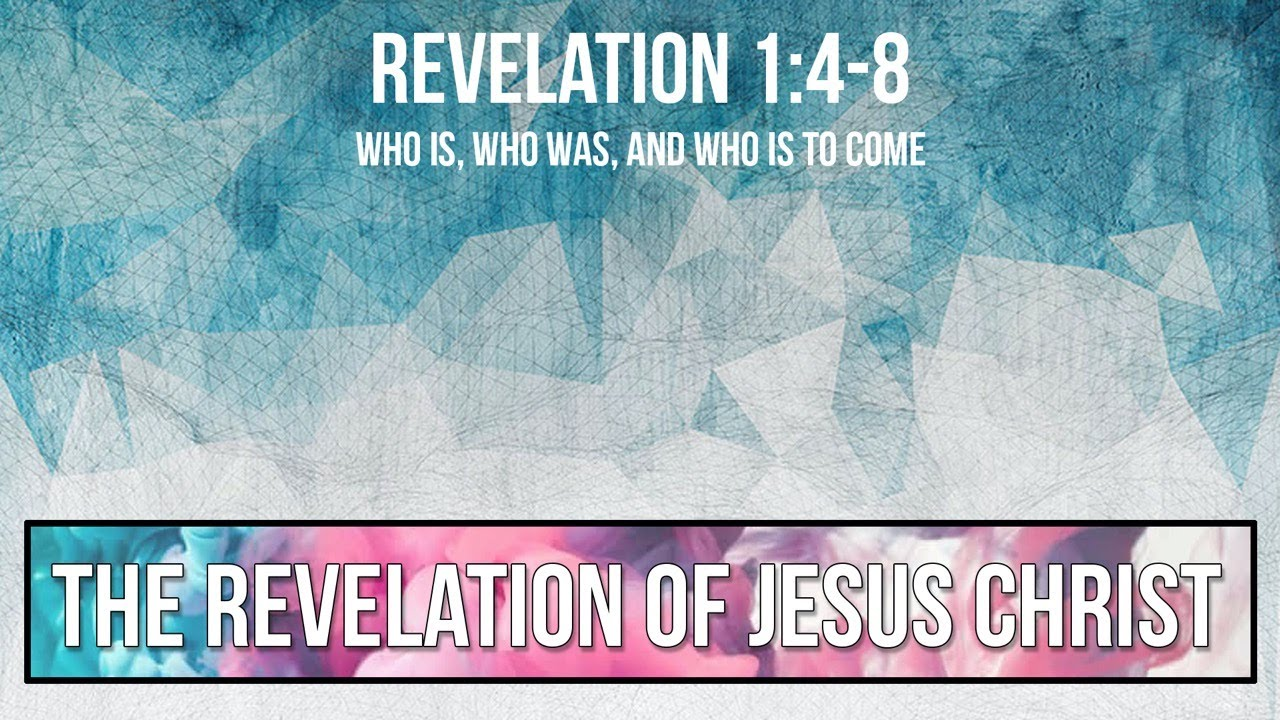 REVELATION 1:4-8
WHO IS, WHO WAS, AND WHO IS TO COME
THE REVELATION OF JESUS CHRIST